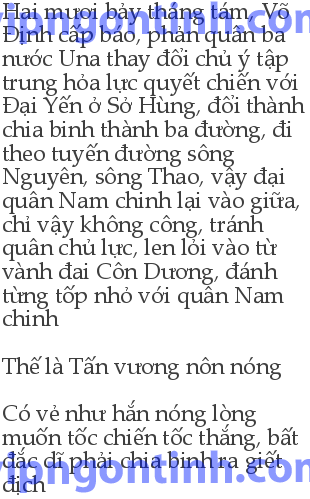 vipngontinh.com
Hai mươi bảy tháng tám, Võ
Định cấp báo, phản quân ba
nước Una thay đổi chủ ý tập
trung hỏa lực quyết chiến với
Đại Yến ở Sở Hùng, đổi thành
chia binh thành ba đường, đi
theo tuyến đường sông
Nguyên, sông Thao, vậy đại
quân Nam chinh lại vào giữa,
chỉ vậy không công, tránh
quân chủ lực, len lỏi vào từ
vành đai Côn Dương, đánh
từng tốp nhỏ với quân Nam
chinh
Thế là Tấn vương nôn nóng
Có vẻ như hắn nóng lòng
muốn tốc chiến tốc thắng, bất
đắc dĩ phải chia binh ra giết
địch
vipngontinh.com